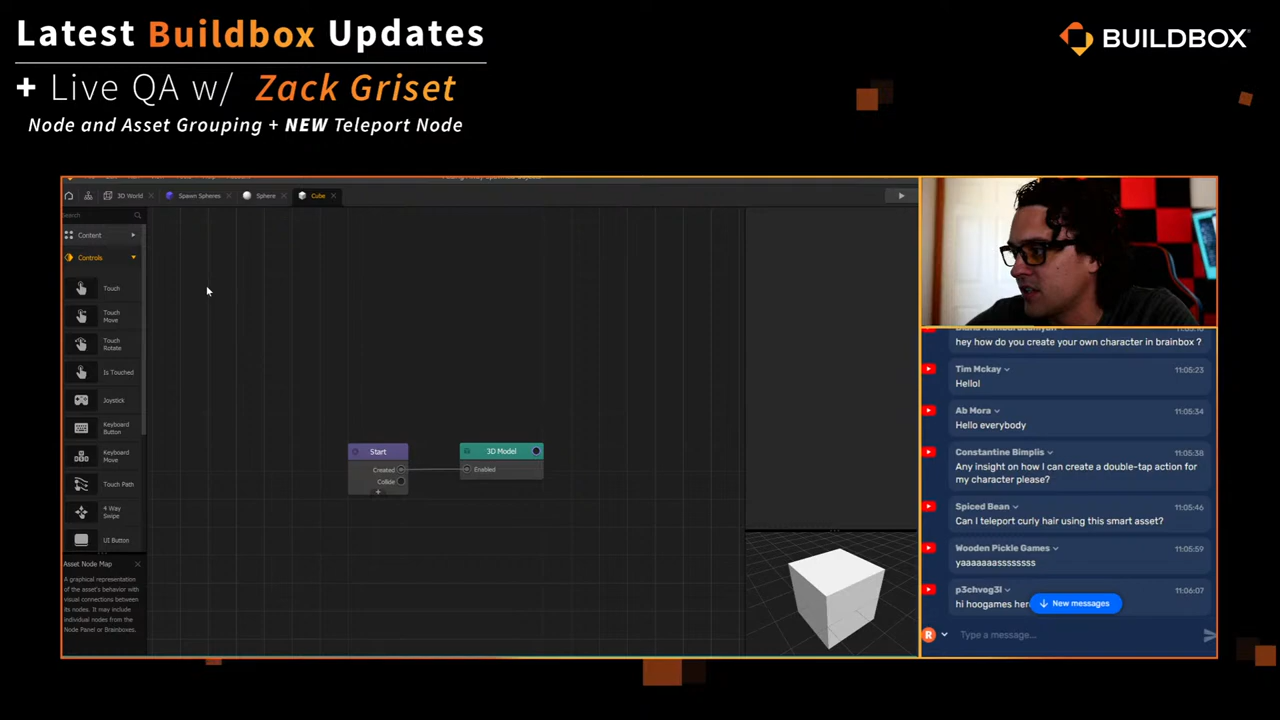 Latest Buildbox Updates
+ Live QA w/ Zack Griset
Node and Asset Grouping + NEW Teleport Node
BUILDBOX
3D World
Spawn Spheres
Sphere
Cube
Search
Content
Controls
Touch
Touch
Move
Touch
Rotate
Is Touched
Joystick
Keyboard
Button
Keyboard
Move
Touch Path
4 Way
Swipe
UI Button
Asset Node Map
A graphical representation
of the asset's behavior with
visual connections between
its nodes. It may include
individual nodes from the
Node Panel or Brainboxes.
Start
Created
Collide
+
3D Model
Enabled
11:05:16
hey how do you create your own character in brainbox ?
Tim Mckay
11:05:23
Hello!
Ab Mora
11:05:34
Hello everybody
Constantine Bimplis
11:05:38
Any insight on how I can create a double-tap action for
my character please?
Spiced Bean
11:05:46
Can I teleport curly hair using this smart asset?
Wooden Pickle Games
11:05:59
yaaaaaassssssss
p3chvog3l
11:06:07
hi hoogames her
New messages
R
Type a message...